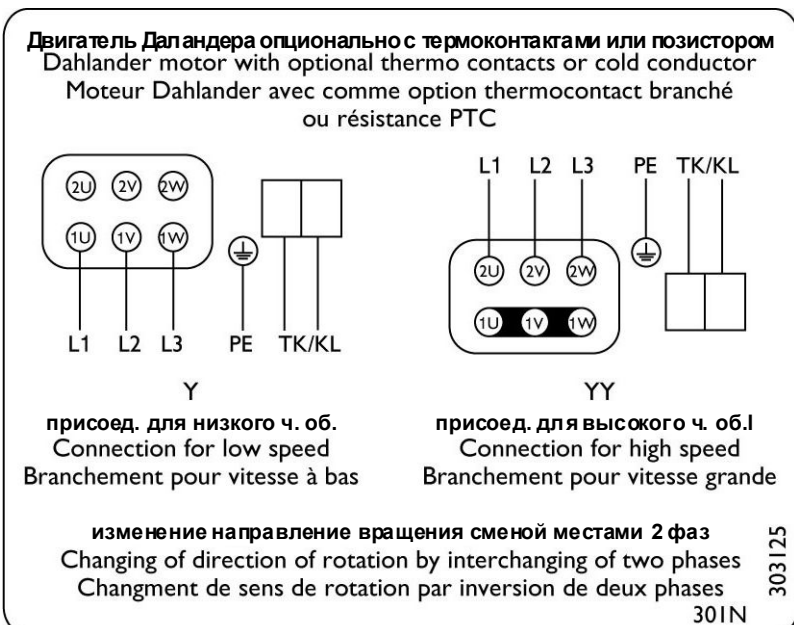 Двигатель Даландера опционально с термоконтактами или позистором
Dahlander motor with optional thermo contacts or cold conductor
Moteur Dahlander avec comme option thermocontact branché
ou résistance PTC
2U 2V 2W
1U 1V 1W
L1 L2 L3 PE TK/KL
Y
присоед. для низкого ч. об.
Connection for low speed
Branchement pour vitesse à bas
L1 L2 L3 PE TK/KL
2U 2V 2W
1U 1V 1W
YY
присоед. для высокого ч. об.l
Connection for high speed
Branchement pour vitesse grande
изменение направление вращения сменой местами 2 фаз
Changing of direction of rotation by interchanging of two phases
Changment de sens de rotation par inversion de deux phases
301N
303125